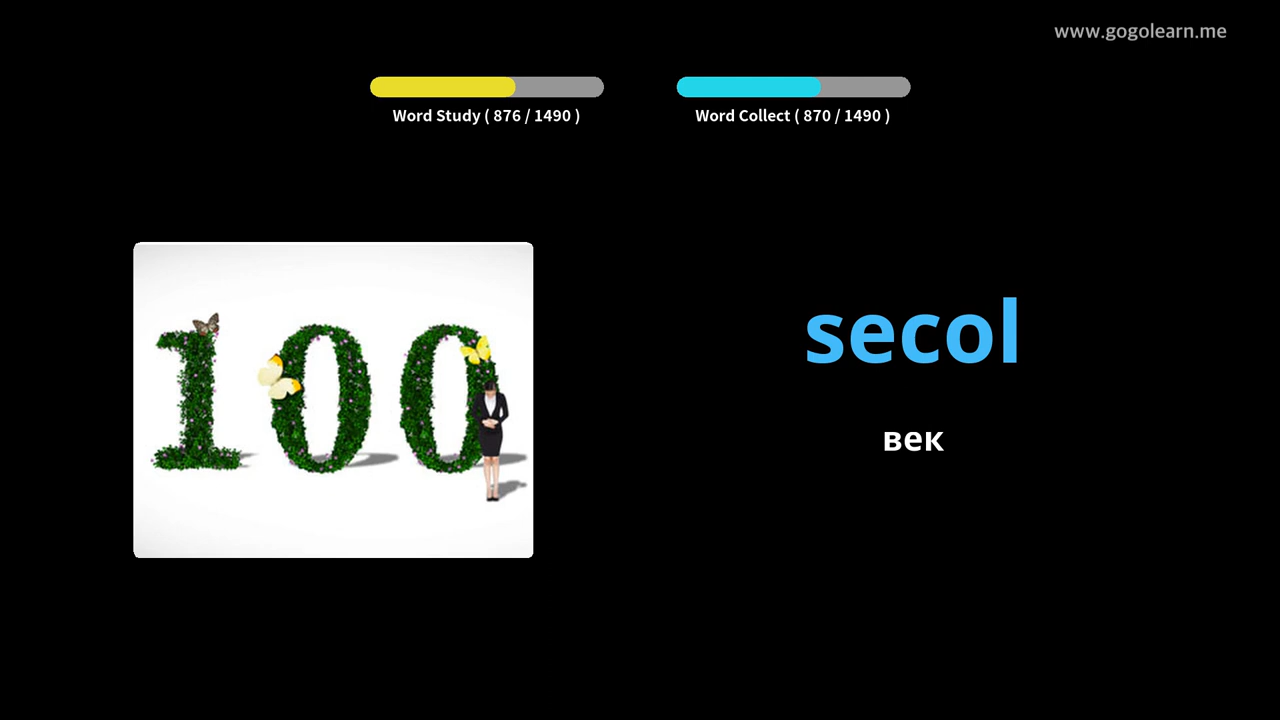 www.gogolearn.me
Word Study ( 876 / 1490 )
Word Collect ( 870 / 1490 )
100
secol
век